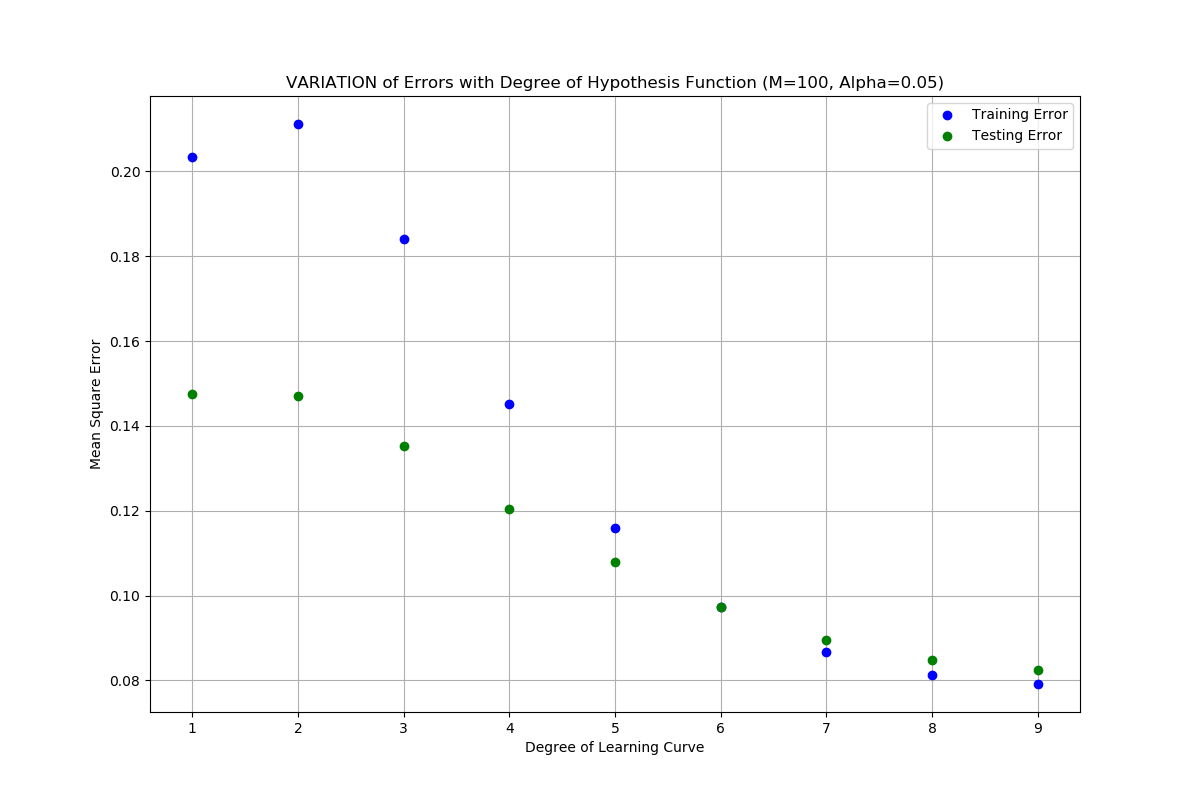 VARIATION of Errors with Degree of Hypothesis Function (M=100, Alpha=0.05)
Training Error
Testing Error
0.20
0.18
0.16
0.14
0.12
0.10
0.08
Mean Square Error
1 2 3 4 5 6 7 8 9
Degree of Learning Curve